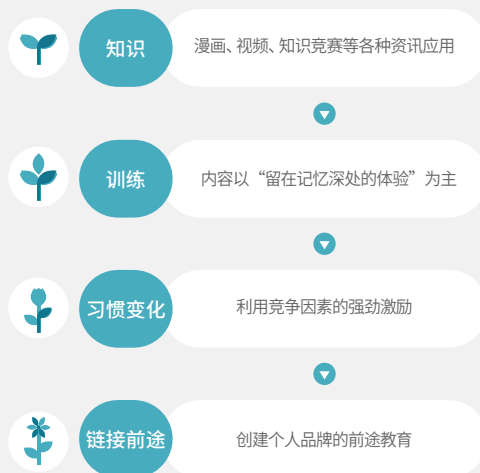 知识
漫画、视频、知识竞赛等各种资讯应用
训练
内容以“留在记忆深处的体验”为主
习惯变化
利用竞争因素的强劲激励
链接前途
创建个人品牌的前途教育